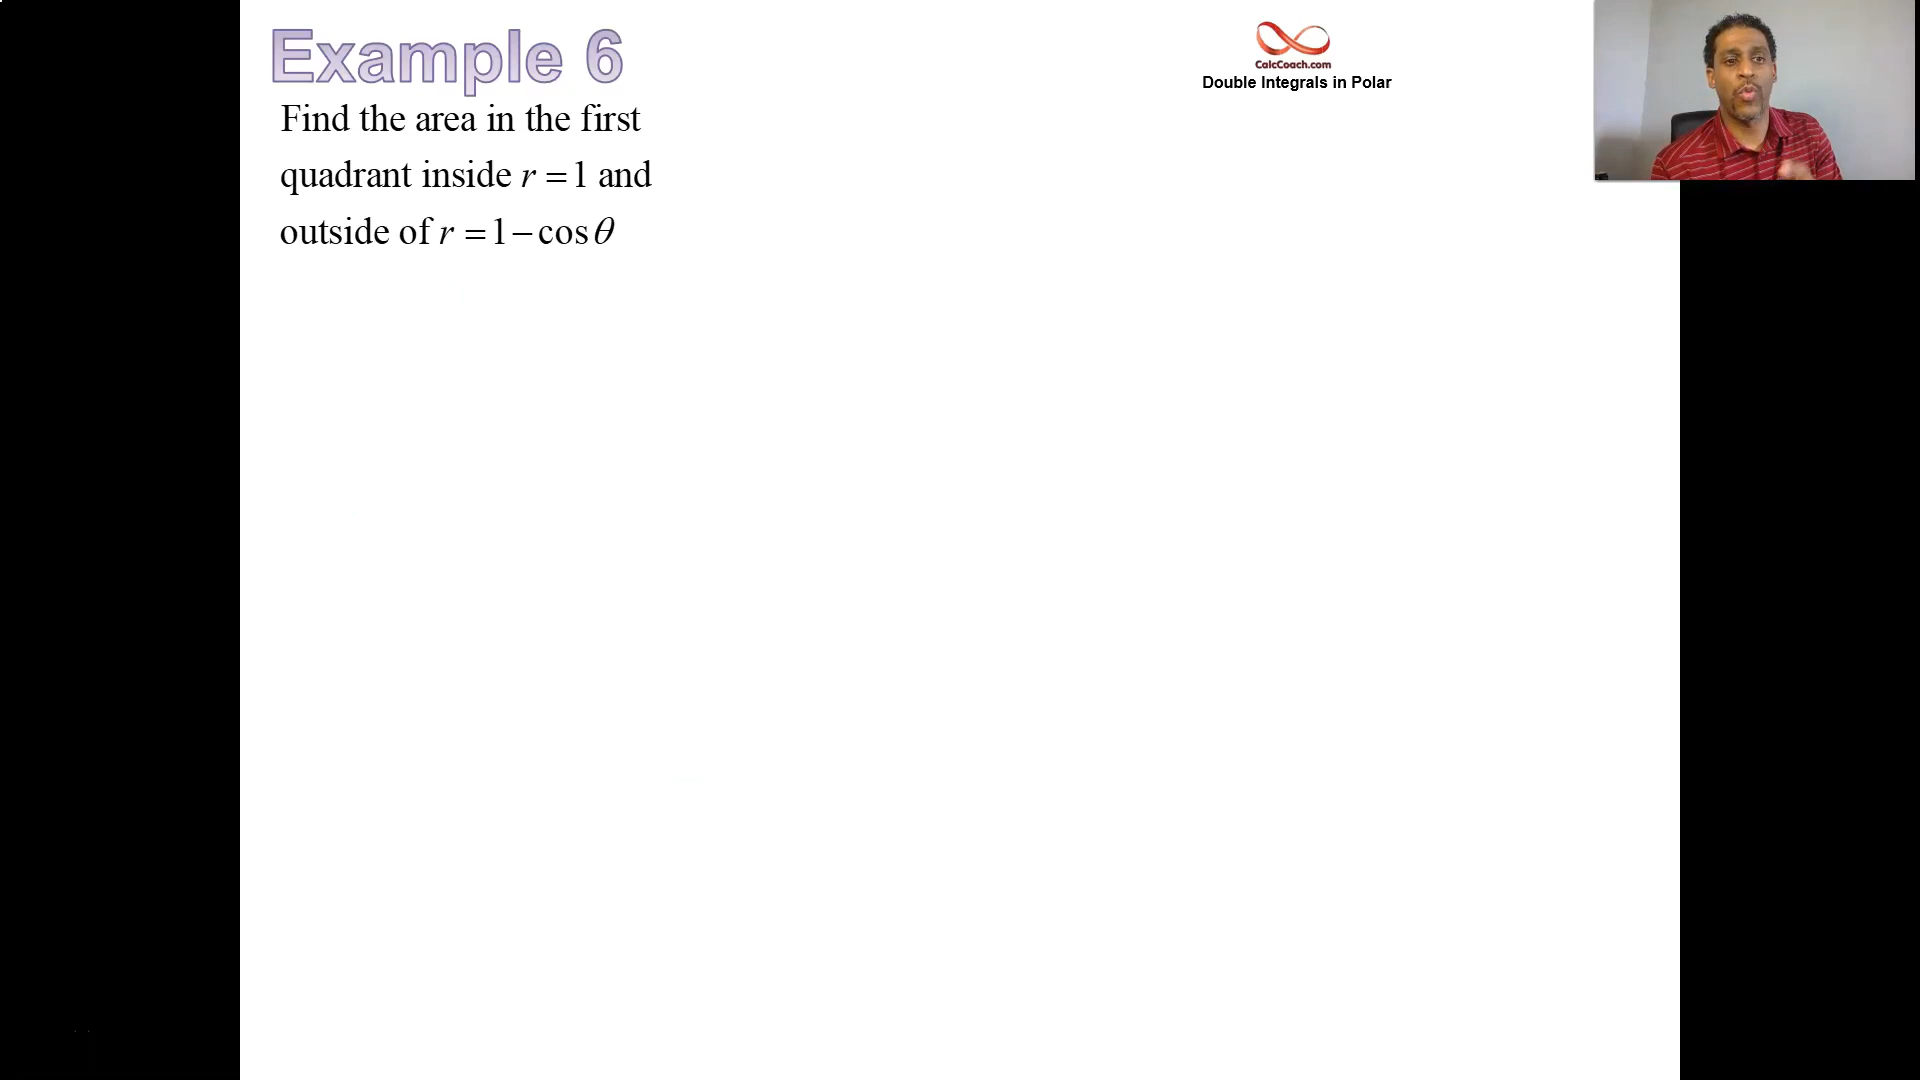 Example 6
CalcCoach.com
Double Integrals in Polar
Find the area in the first
quadrant inside r = 1 and
outside of r = 1 − cos θ